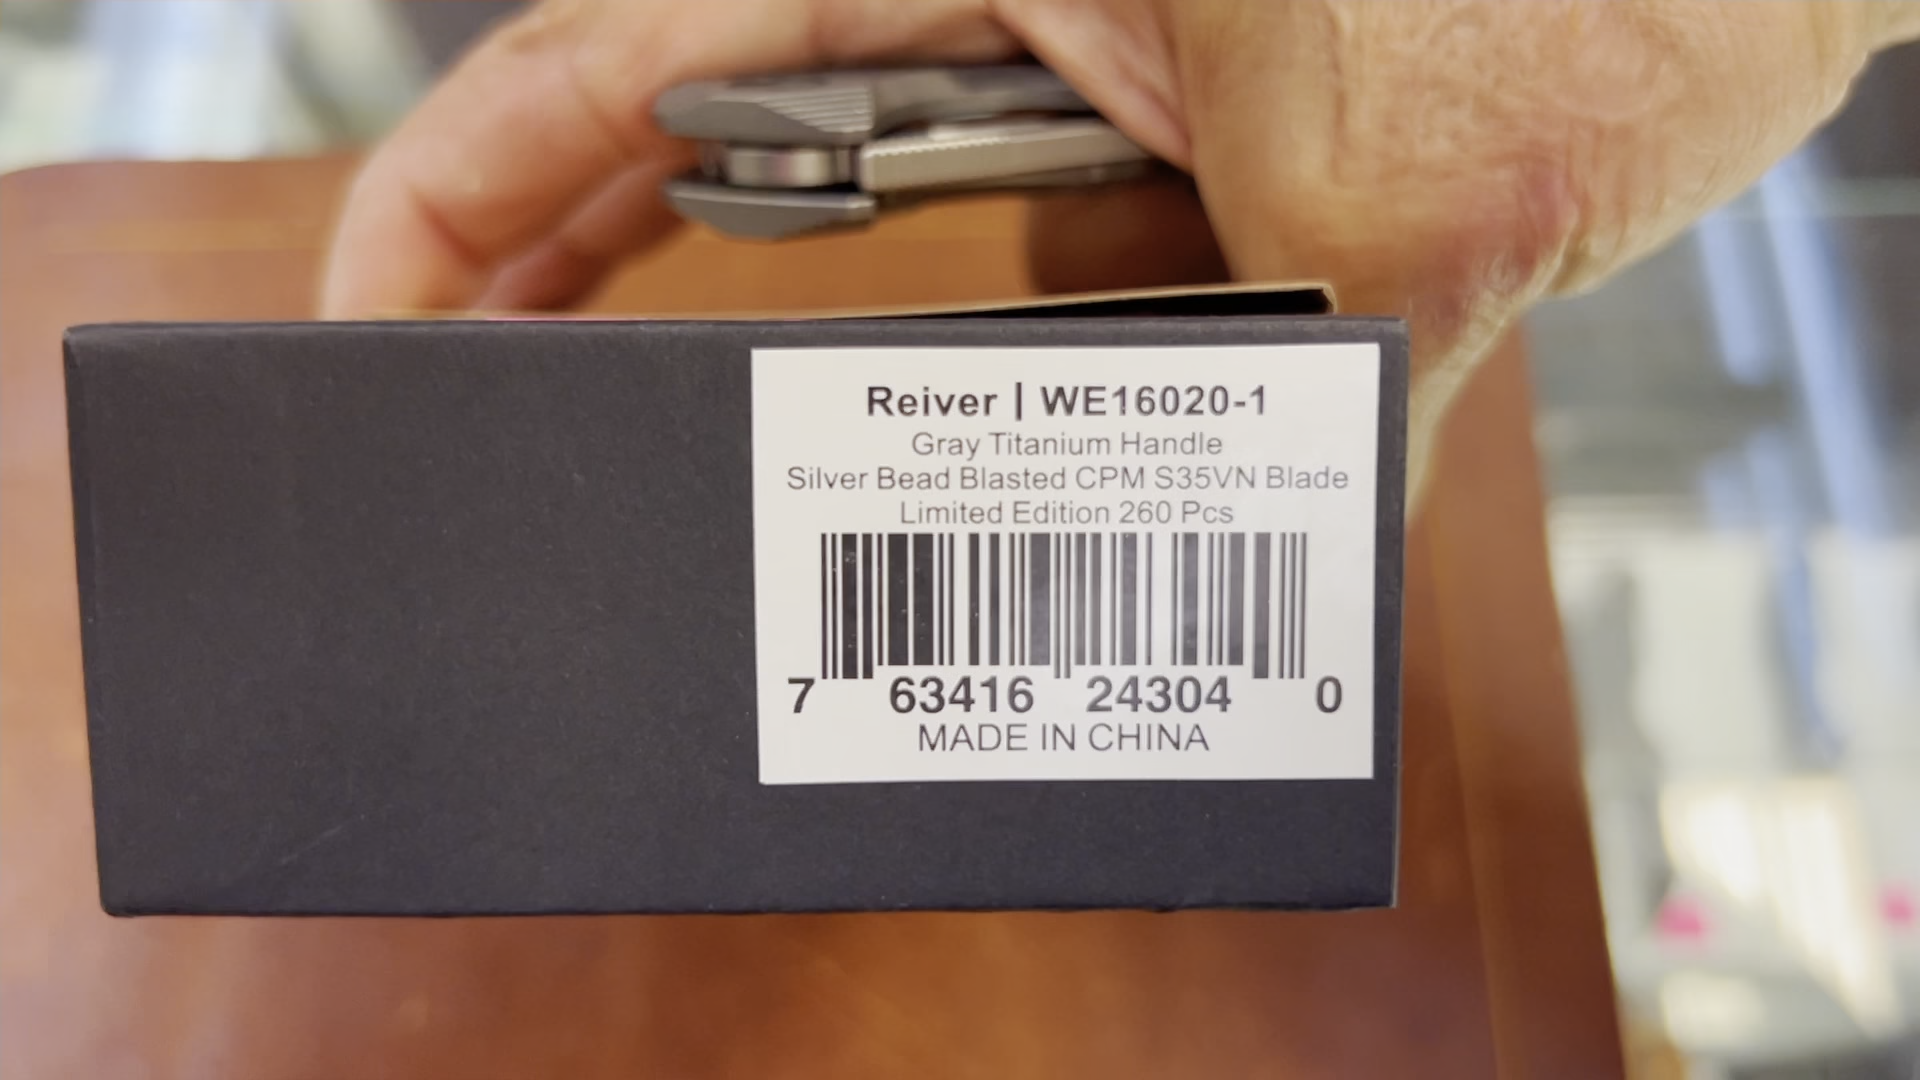 Reiver | WE16020-1
Gray Titanium Handle
Silver Bead Blasted CPM S35VN Blade
Limited Edition 260 Pcs
7 63416 24304 0
MADE IN CHINA